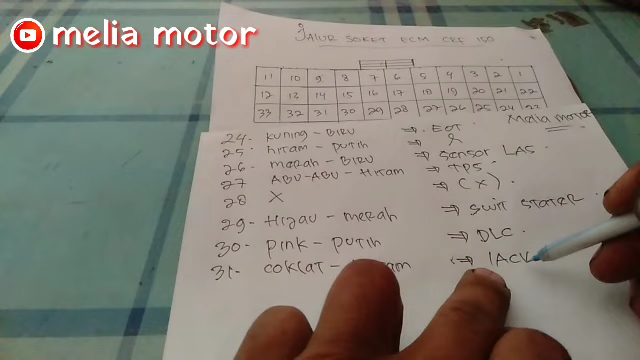 melia motor
JALUR SOKET ECM CRF 150
11 10 9 8 7 6 5 4 3 2 1
12 13 14 15 16 17 18 19 20 21 22
33 32 31 30 29 28 27 26 25 24 23
Melia motor
24- kuning - BIRU ⇒ EOT
25- hitam - putih ⇒
26- merah - BIRU ⇒ sensor LAS
27 ABU-ABU - Hitam ⇒ TPS
28 X ⇒ (X)
29- Hijau - merah ⇒ Swit Stater
30- pink - putih ⇒ DLC
31- COKLAT - ⇒ IACV